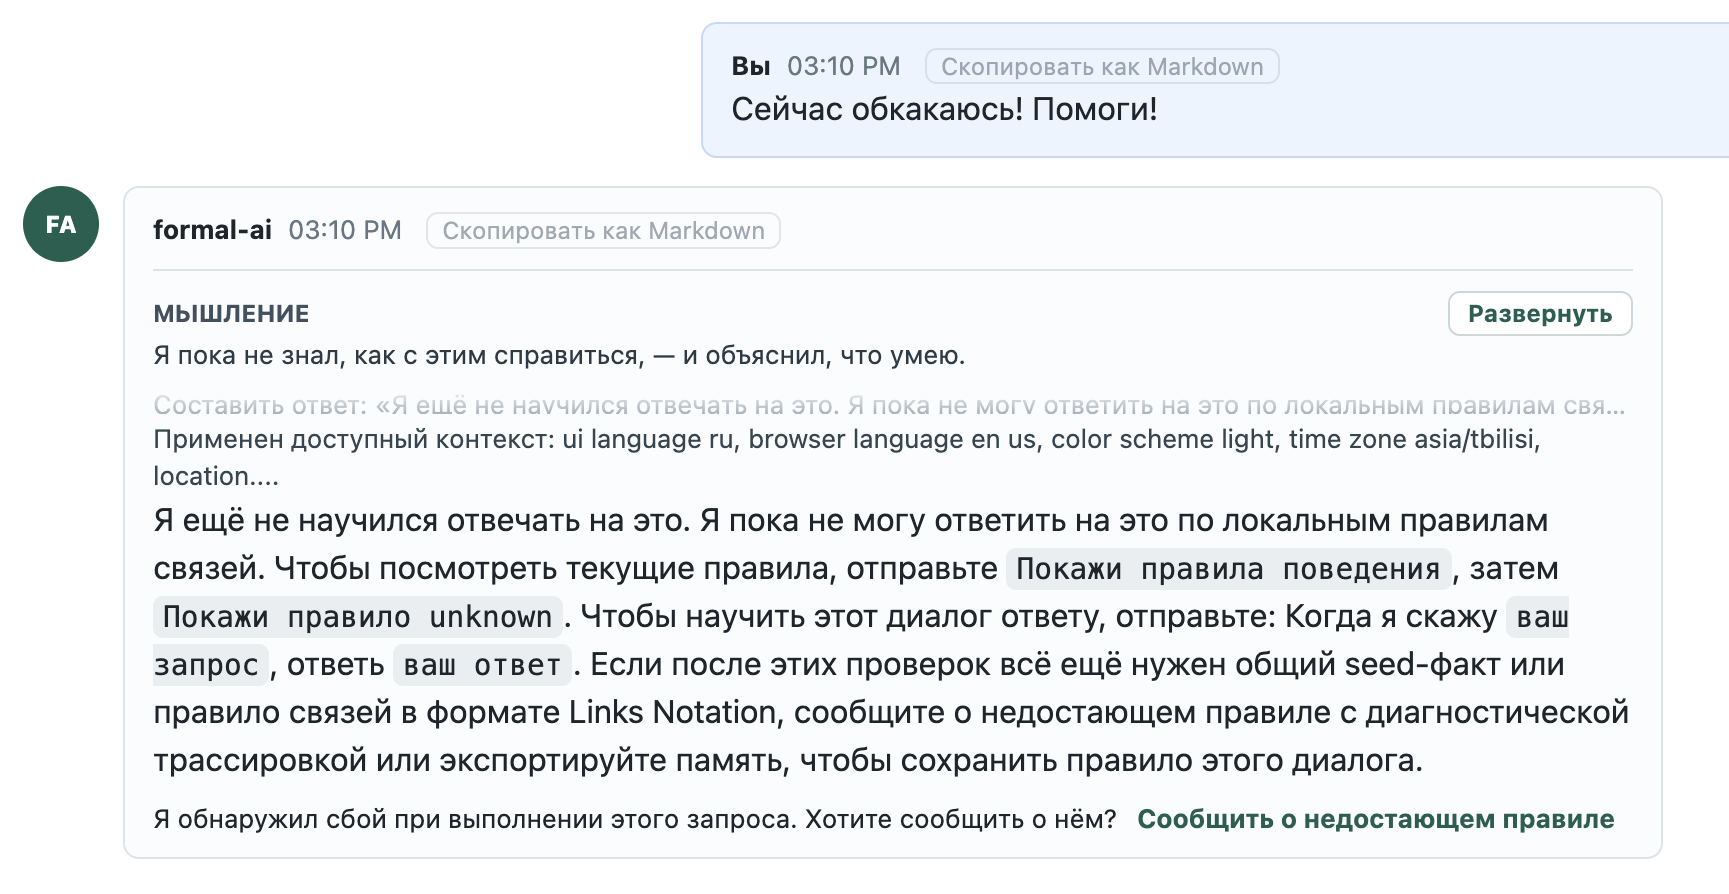 Вы 03:10 PM Скопировать как Markdown
Сейчас обкакаюсь! Помоги!
FA
formal-ai 03:10 PM Скопировать как Markdown
МЫШЛЕНИЕ Развернуть
Я пока не знал, как с этим справиться, — и объяснил, что умею.
Составить ответ: «Я ещё не научился отвечать на это. Я пока не могу ответить на это по локальным правилам свя...
Применен доступный контекст: ui language ru, browser language en us, color scheme light, time zone asia/tbilisi,
location....
Я ещё не научился отвечать на это. Я пока не могу ответить на это по локальным правилам
связей. Чтобы посмотреть текущие правила, отправьте Покажи правила поведения, затем
Покажи правило unknown. Чтобы научить этот диалог ответу, отправьте: Когда я скажу ваш
запрос, ответь ваш ответ. Если после этих проверок всё ещё нужен общий seed-факт или
правило связей в формате Links Notation, сообщите о недостающем правиле с диагностической
трассировкой или экспортируйте память, чтобы сохранить правило этого диалога.
Я обнаружил сбой при выполнении этого запроса. Хотите сообщить о нём? Сообщить о недостающем правиле